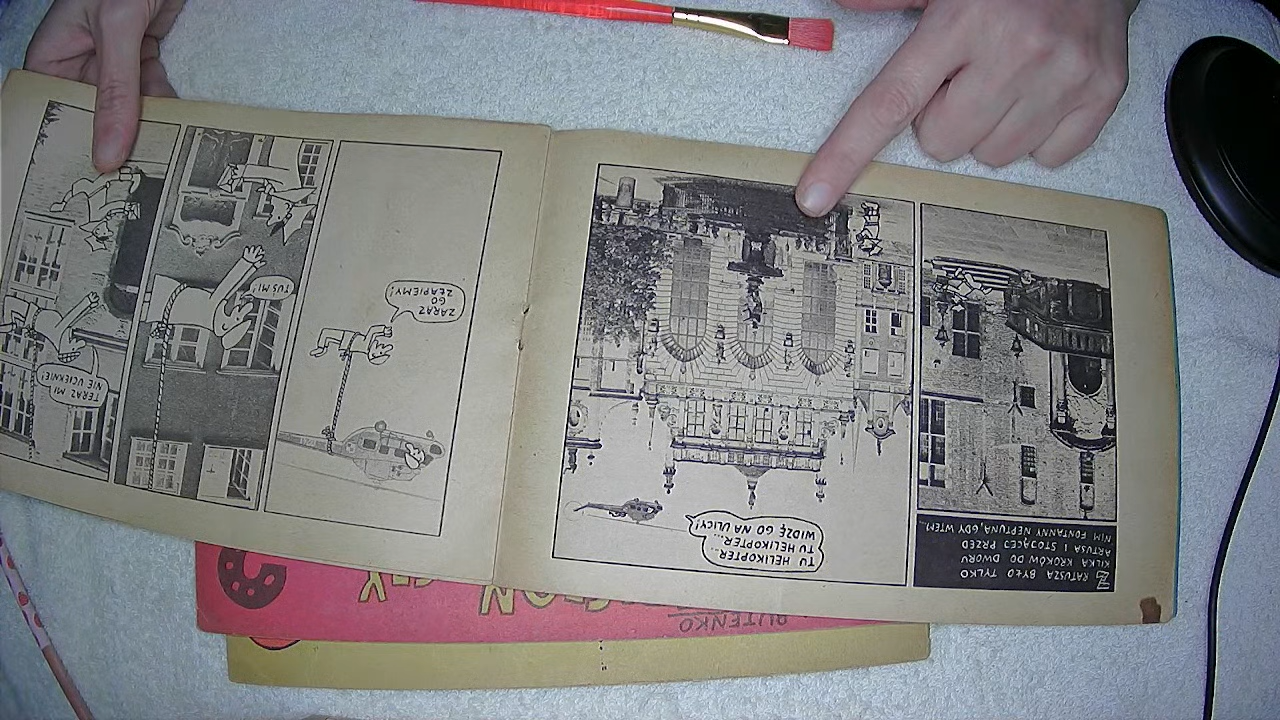 Z RATUSZA BYŁO TYLKO
KILKA KROKÓW DO DWORU
ARTUSA I STOJĄCEJ PRZED
NIM FONTANNY NEPTUNA, GDY WTEM...
TU HELIKOPTER..
TU HELIKOPTER...
WIDZĘ GO NA ULICY!
ZARAZ
GO
ZŁAPIEMY!
TUŚ MI!
TERAZ MI
NIE UCIEKNIE!
BUTENKO